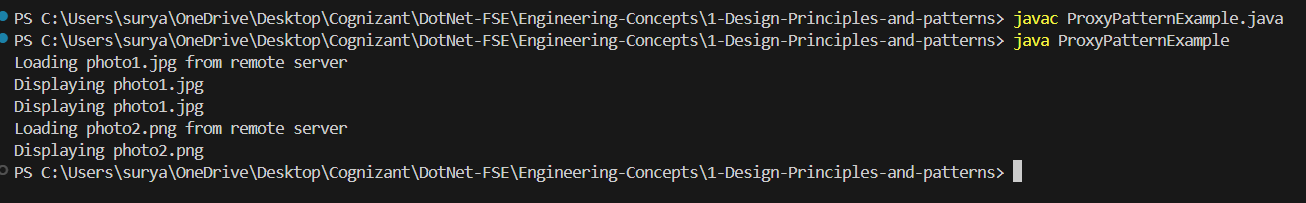 PS C:\Users\surya\OneDrive\Desktop\Cognizant\DotNet-FSE\Engineering-Concepts\1-Design-Principles-and-patterns> javac ProxyPatternExample.java
PS C:\Users\surya\OneDrive\Desktop\Cognizant\DotNet-FSE\Engineering-Concepts\1-Design-Principles-and-patterns> java ProxyPatternExample
Loading photo1.jpg from remote server
Displaying photo1.jpg
Displaying photo1.jpg
Loading photo2.png from remote server
Displaying photo2.png
PS C:\Users\surya\OneDrive\Desktop\Cognizant\DotNet-FSE\Engineering-Concepts\1-Design-Principles-and-patterns>